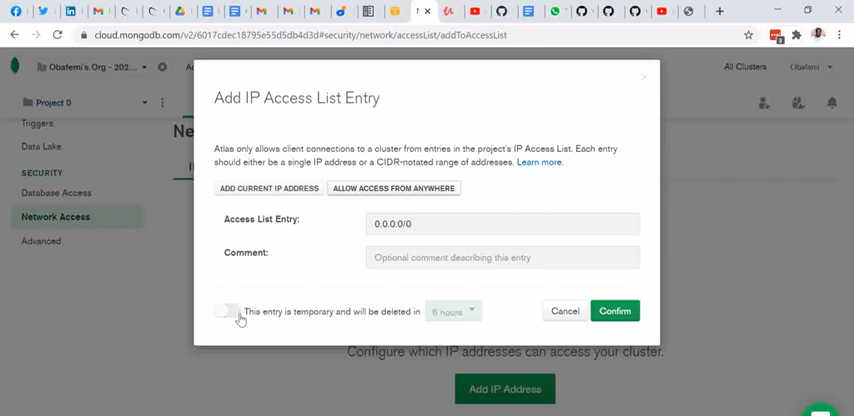 cloud.mongodb.com/v2/6017cdec18795e55d5db4d3d#security/network/accessList/addToAccessList
Obafemi's Org - 202...
All Clusters
Obafemi
Project 0
Add IP Access List Entry
Triggers
Data Lake
Atlas only allows client connections to a cluster from entries in the project's IP Access List. Each entry
should either be a single IP address or a CIDR-notated range of addresses. Learn more.
SECURITY
ADD CURRENT IP ADDRESS
ALLOW ACCESS FROM ANYWHERE
Database Access
Network Access
Access List Entry:
0.0.0.0/0
Advanced
Comment:
Optional comment describing this entry
This entry is temporary and will be deleted in
6 hours
Cancel
Confirm
Configure which IP addresses can access your cluster.
Add IP Address